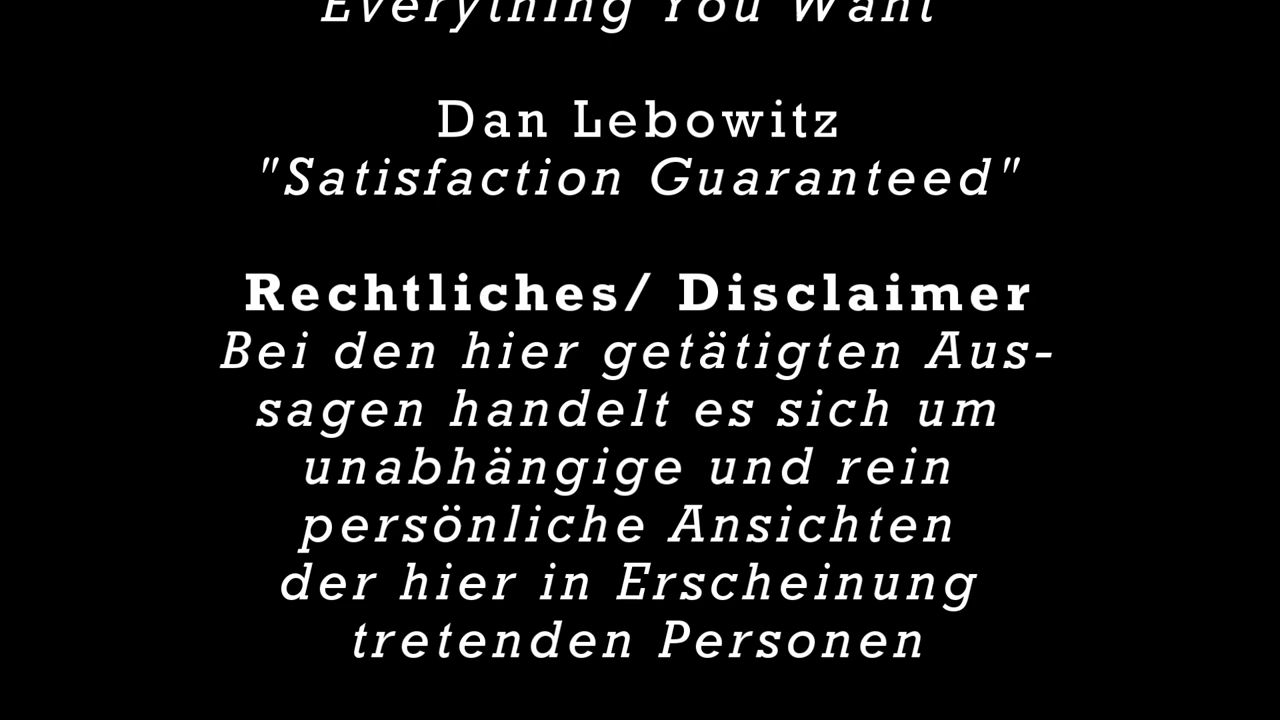 Everything You Want
Dan Lebowitz
"Satisfaction Guaranteed"
Rechtliches/ Disclaimer
Bei den hier getätigten Aus-
sagen handelt es sich um
unabhängige und rein
persönliche Ansichten
der hier in Erscheinung
tretenden Personen